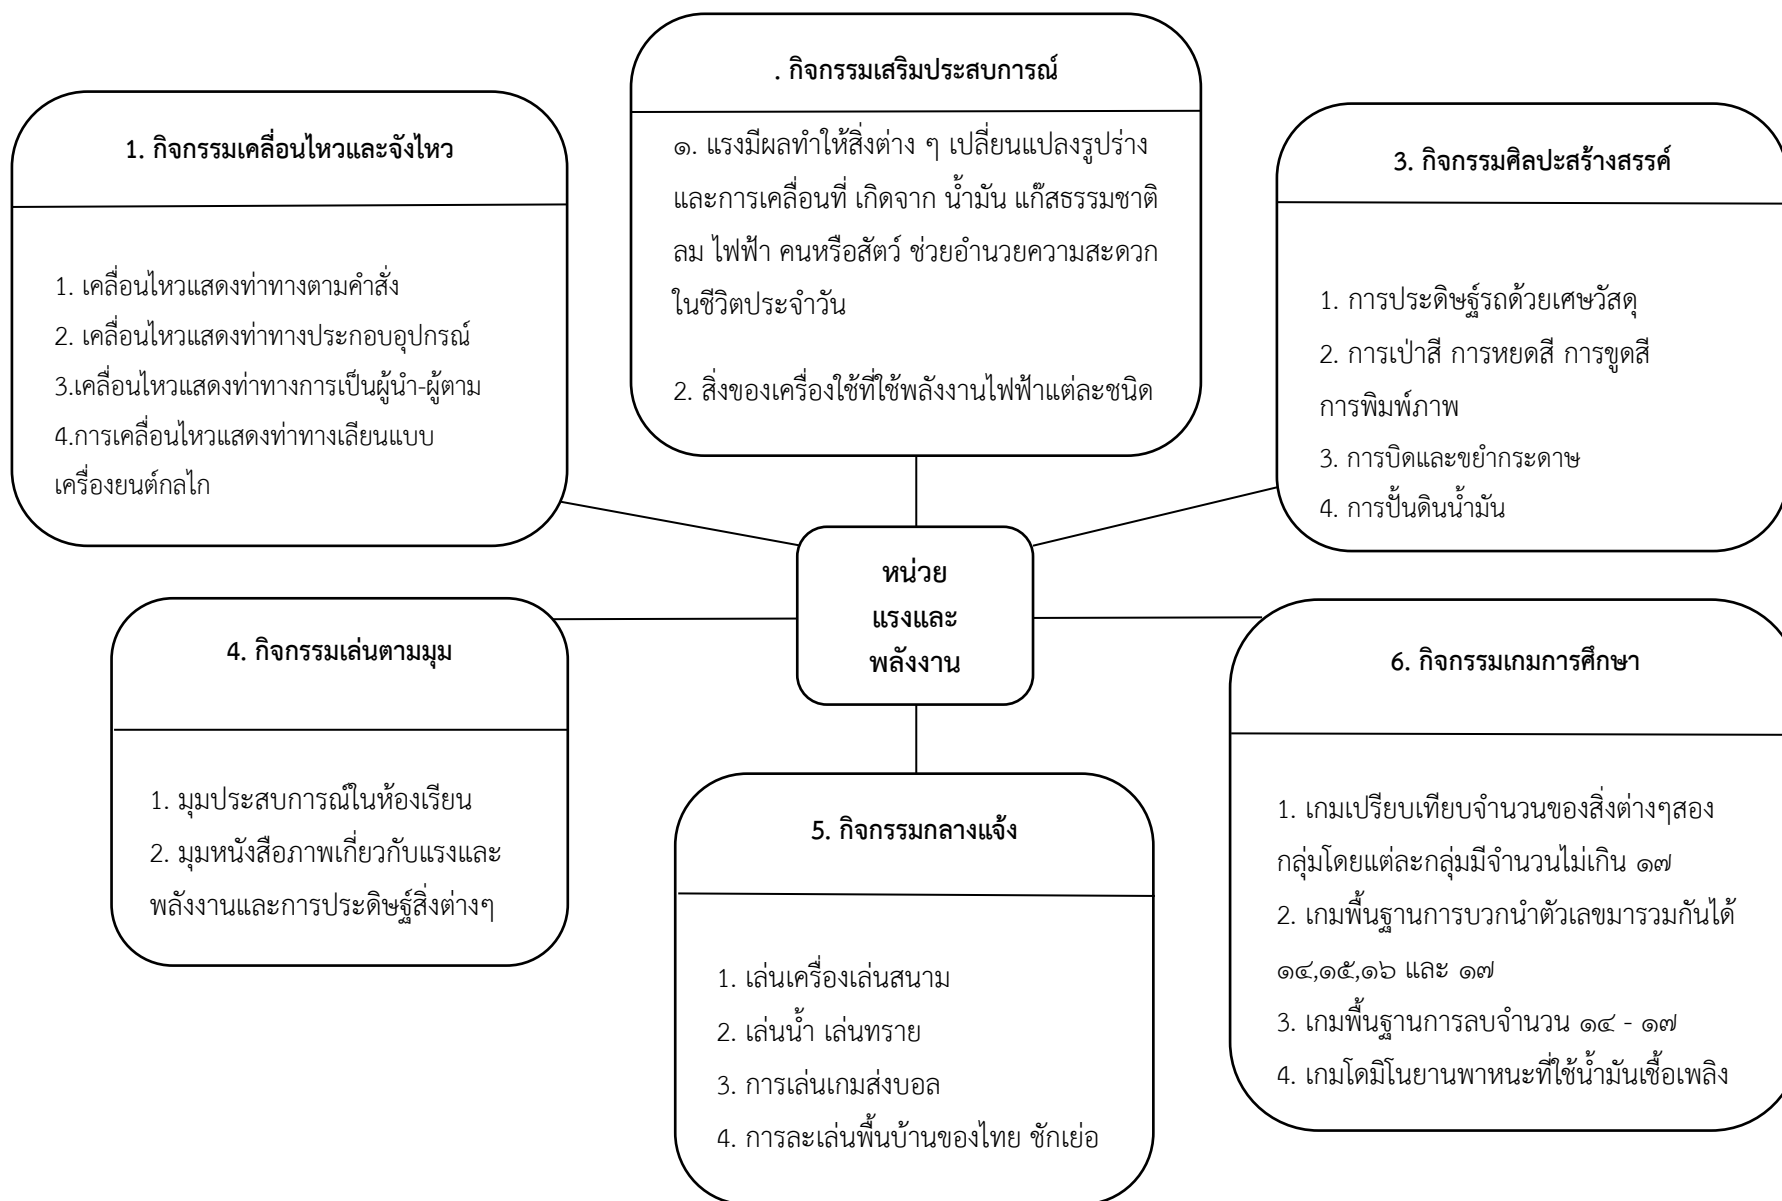 . กิจกรรมเสริมประสบการณ์
๑. แรงมีผลทำให้สิ่งต่าง ๆ เปลี่ยนแปลงรูปร่าง
และการเคลื่อนที่ เกิดจาก น้ำมัน แก๊สธรรมชาติ
ลม ไฟฟ้า คนหรือสัตว์ ช่วยอำนวยความสะดวก
ในชีวิตประจำวัน
2. สิ่งของเครื่องใช้ที่ใช้พลังงานไฟฟ้าแต่ละชนิด
1. กิจกรรมเคลื่อนไหวและจังไหว
1. เคลื่อนไหวแสดงท่าทางตามคำสั่ง
2. เคลื่อนไหวแสดงท่าทางประกอบอุปกรณ์
3.เคลื่อนไหวแสดงท่าทางการเป็นผู้นำ-ผู้ตาม
4.การเคลื่อนไหวแสดงท่าทางเลียนแบบ
เครื่องยนต์กลไก
3. กิจกรรมศิลปะสร้างสรรค์
1. การประดิษฐ์รถด้วยเศษวัสดุ
2. การเป่าสี การหยดสี การขูดสี
การพิมพ์ภาพ
3. การบิดและขยำกระดาษ
4. การปั้นดินน้ำมัน
หน่วย
แรงและ
พลังงาน
4. กิจกรรมเล่นตามมุม
1. มุมประสบการณ์ในห้องเรียน
2. มุมหนังสือภาพเกี่ยวกับแรงและ
พลังงานและการประดิษฐ์สิ่งต่างๆ
5. กิจกรรมกลางแจ้ง
1. เล่นเครื่องเล่นสนาม
2. เล่นน้ำ เล่นทราย
3. การเล่นเกมส่งบอล
4. การละเล่นพื้นบ้านของไทย ชักเย่อ
6. กิจกรรมเกมการศึกษา
1. เกมเปรียบเทียบจำนวนของสิ่งต่างๆสอง
กลุ่มโดยแต่ละกลุ่มมีจำนวนไม่เกิน ๑๗
2. เกมพื้นฐานการบวกนำตัวเลขมารวมกันได้
๑๔,๑๕,๑๖ และ ๑๗
3. เกมพื้นฐานการลบจำนวน ๑๔ - ๑๗
4. เกมโดมิโนยานพาหนะที่ใช้น้ำมันเชื้อเพลิง